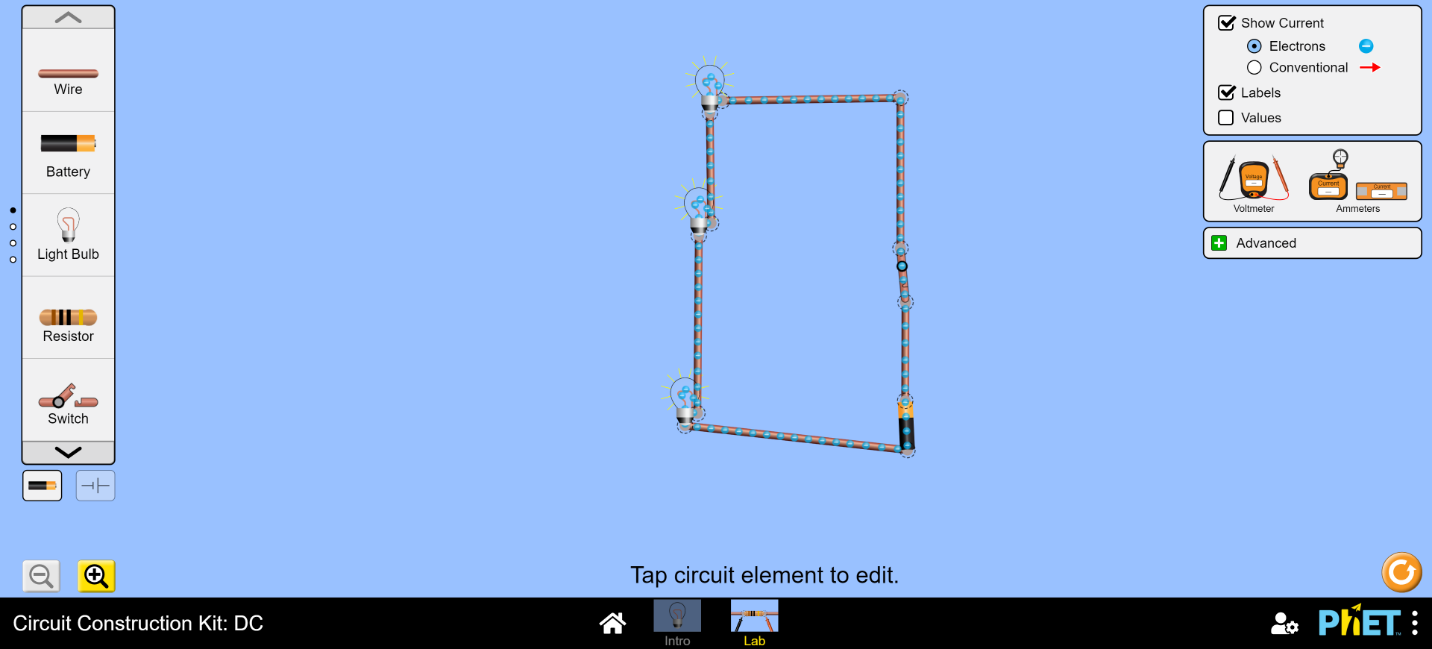 Wire
Battery
Light Bulb
Resistor
Switch
Show Current
Electrons
Conventional
Labels
Values
Voltage
Current
Current
Voltmeter
Ammeters
Advanced
Tap circuit element to edit.
Circuit Construction Kit: DC
Intro
Lab
PhET